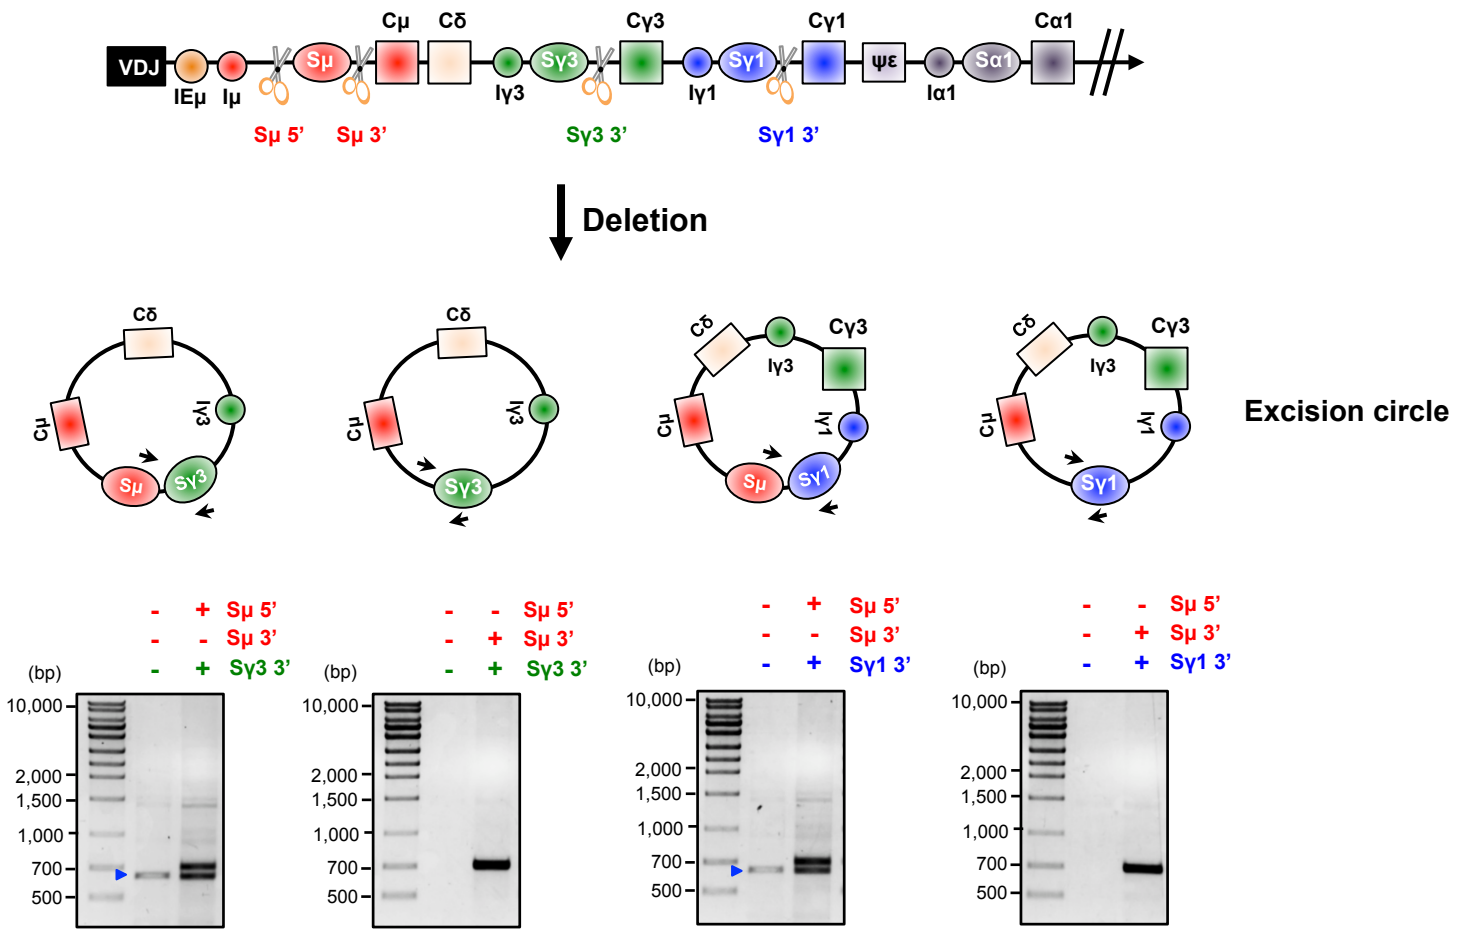 Cμ Cδ Cγ3 Cγ1 Cα1
VDJ Sμ Sγ3 Sγ1 ψε Sα1
IEμ Iμ Iγ3 Iγ1 Iα1
Sμ 5’ Sμ 3’ Sγ3 3’ Sγ1 3’
Deletion
Cδ Cμ Iγ3 Sμ Sγ3
Cδ Cμ Iγ3 Sγ3
Cδ Iγ3 Cγ3 Cμ Iγ1 Sμ Sγ1
Cδ Iγ3 Cγ3 Cμ Iγ1 Sγ1
Excision circle
- + Sμ 5’
- - Sμ 3’
- + Sγ3 3’
(bp)
10,000
2,000
1,500
1,000
700
500
- - Sμ 5’
- + Sμ 3’
- + Sγ3 3’
(bp)
10,000
2,000
1,500
1,000
700
500
- + Sμ 5’
- - Sμ 3’
- + Sγ1 3’
(bp)
10,000
2,000
1,500
1,000
700
500
- - Sμ 5’
- + Sμ 3’
- + Sγ1 3’
(bp)
10,000
2,000
1,500
1,000
700
500